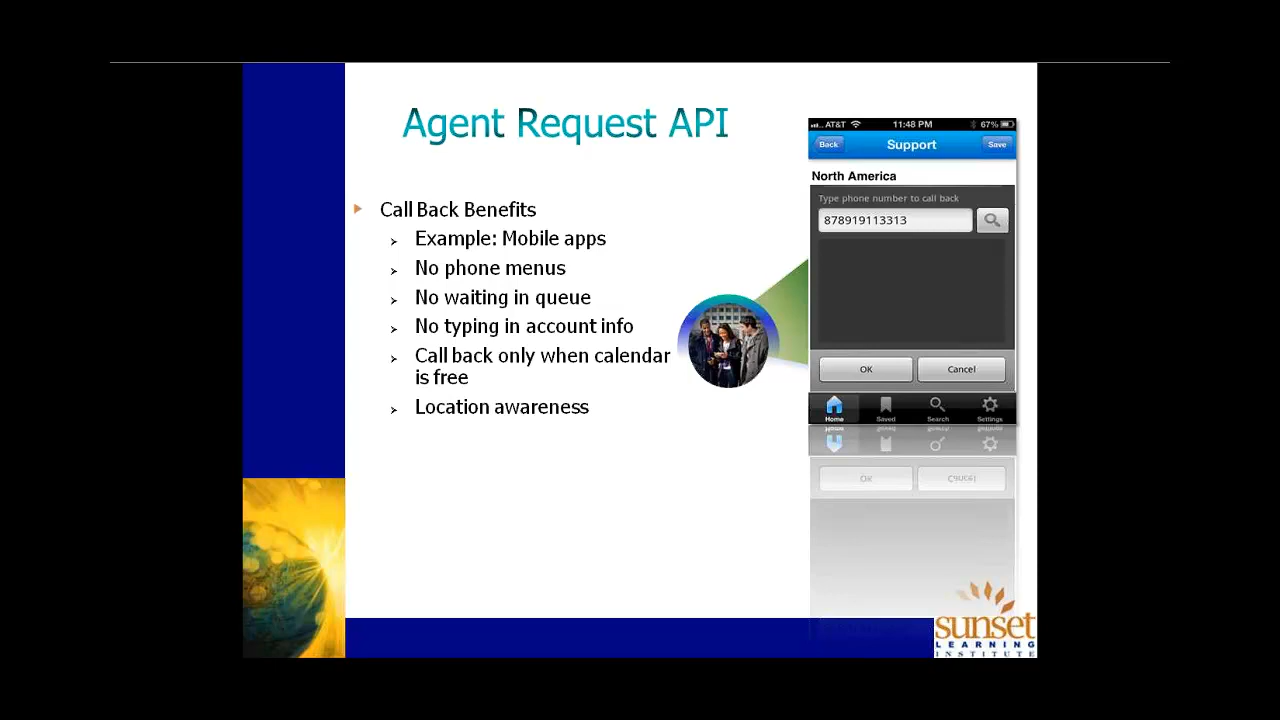 Agent Request API
Call Back Benefits
Example: Mobile apps
No phone menus
No waiting in queue
No typing in account info
Call back only when calendar
is free
Location awareness
AT&T 11:48 PM 67%
Back Support Save
North America
Type phone number to call back
878919113313
OK Cancel
Home Saved Search Settings
OK Cancel
sunset
LEARNING
INSTITUTE